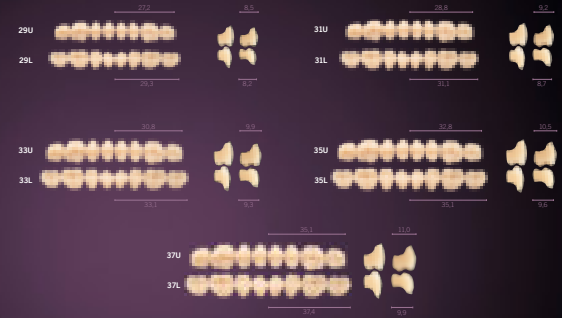 27,2 8,5 28,8 9,2
29U 31U
29L 31L
29,3 8,2 31,1 8,7
30,8 9,9 32,8 10,5
33U 35U
33L 35L
33,1 9,3 35,1 9,6
35,1 11,0
37U
37L
37,4 9,9